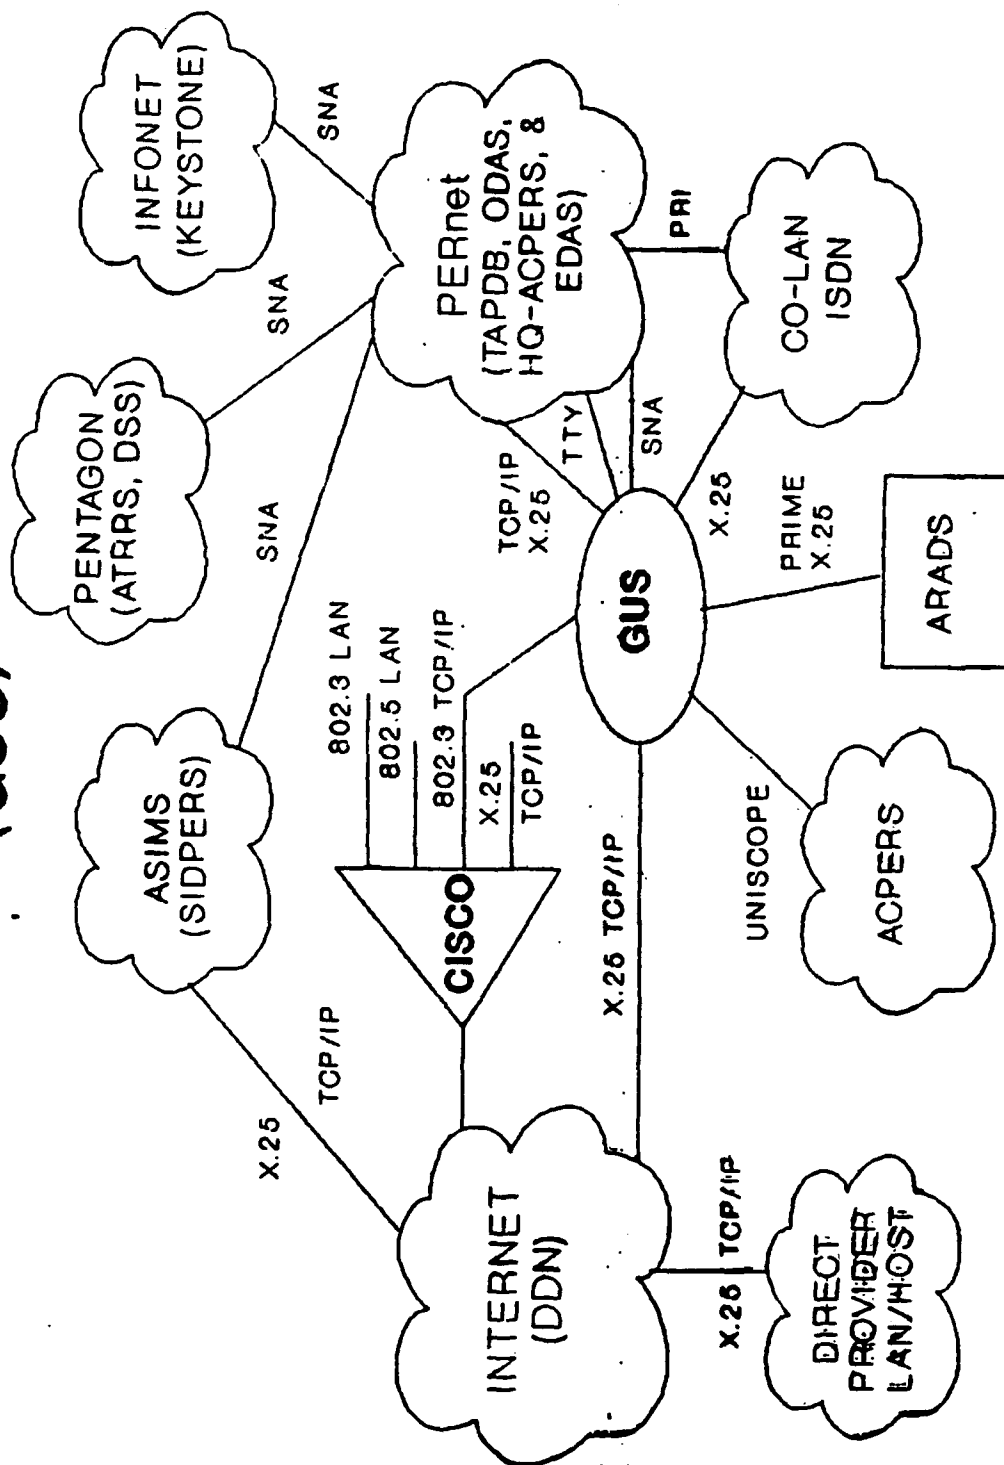 INFONET
(KEYSTONE)
PENTAGON
(ATRRS, DSS)
ASIMS
(SIDPERS)
SNA
SNA
SNA
X.25
TCP/IP
802.3 LAN
802.5 LAN
802.3 TCP/IP
X.25
TCP/IP
CISCO
PERnet
(TAPDB, ODAS,
HQ-ACPERS, &
EDAS)
INTERNET
(DDN)
TCP/IP
X.25
TTY
SNA
PRI
GUS
X.25 TCP/IP
X.25
X.25 TCP/IP
UNISCOPE
PRIME
X.25
CO-LAN
ISDN
DIRECT
PROVIDER
LAN/HOST
ACPERS
ARADS